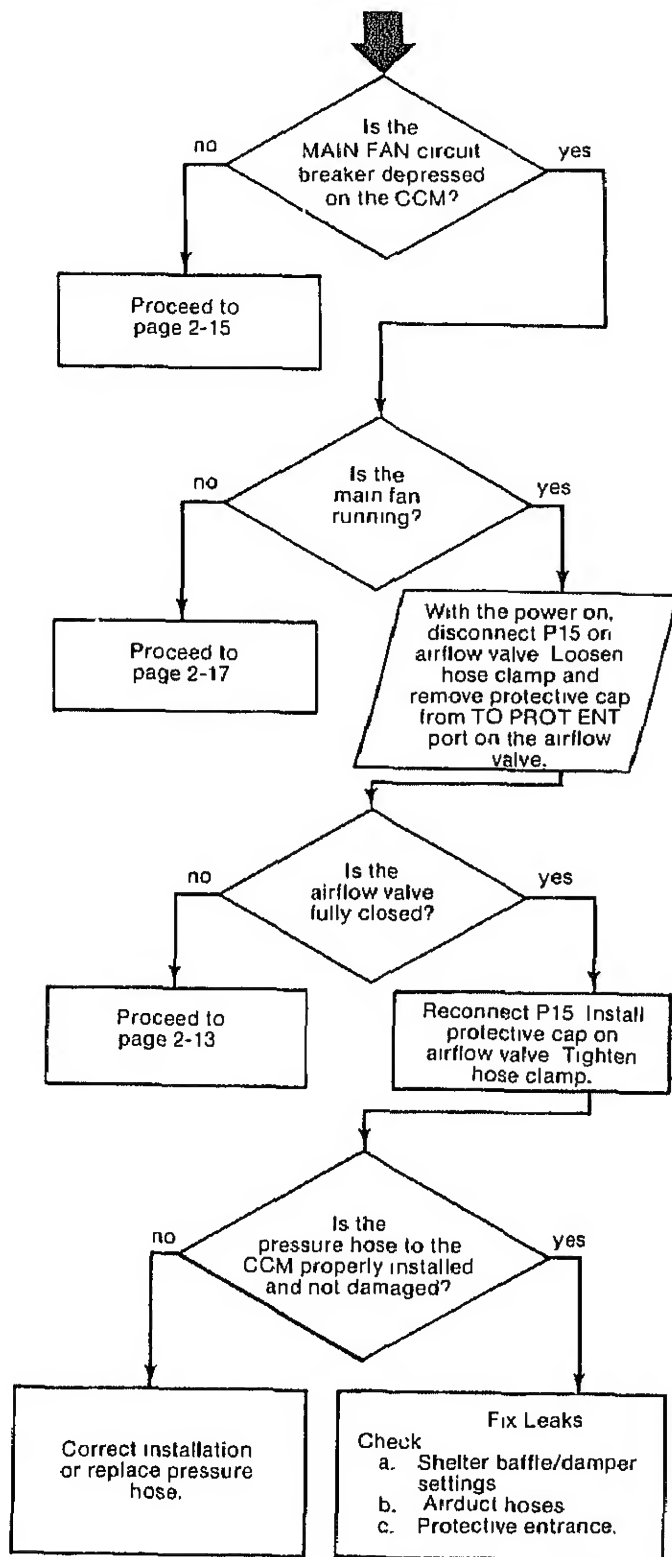 Is the
MAIN FAN circuit
breaker depressed
on the CCM?
no
yes
Proceed to
page 2-15
Is the
main fan
running?
no
yes
Proceed to
page 2-17
With the power on,
disconnect P15 on
airflow valve Loosen
hose clamp and
remove protective cap
from TO PROT ENT
port on the airflow
valve.
Is the
airflow valve
fully closed?
no
yes
Proceed to
page 2-13
Reconnect P15 Install
protective cap on
airflow valve Tighten
hose clamp.
Is the
pressure hose to the
CCM properly installed
and not damaged?
no
yes
Correct installation
or replace pressure
hose.
Fix Leaks
Check
a. Shelter baffle/damper
settings
b. Airduct hoses
c. Protective entrance.